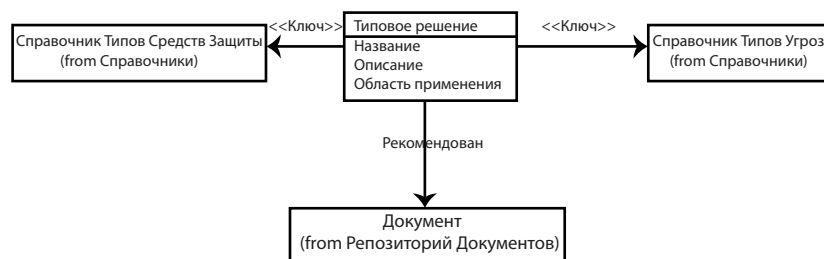 <<Ключ>>
Типовое решение
<<Ключ>>
Справочник Типов Средств Защиты
(from Справочники)
Название
Описание
Область применения
Справочник Типов Угроз
(from Справочники)
Рекомендован
Документ
(from Репозиторий Документов)